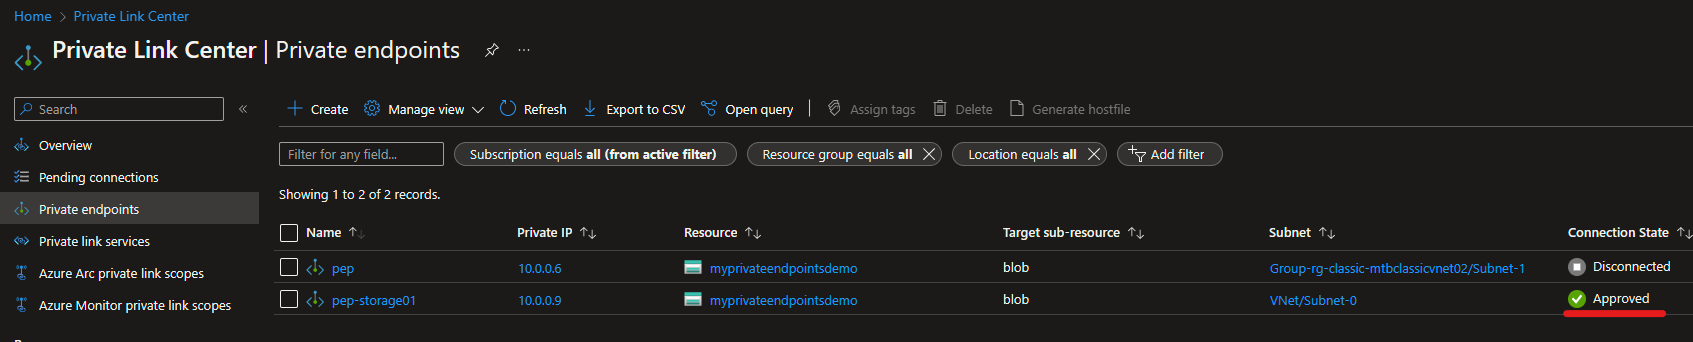 Home > Private Link Center
Private Link Center | Private endpoints ...
Search «
Overview
Pending connections
Private endpoints
Private link services
Azure Arc private link scopes
Azure Monitor private link scopes
Create Manage view Refresh Export to CSV Open query | Assign tags Delete Generate hostfile
Filter for any field... Subscription equals all (from active filter) Resource group equals all Location equals all Add filter
Showing 1 to 2 of 2 records.
Name Private IP Resource Target sub-resource Subnet Connection State
pep 10.0.0.6 myprivateendpointsdemo blob Group-rg-classic-mtbclassicvnet02/Subnet-1 Disconnected
pep-storage01 10.0.0.9 myprivateendpointsdemo blob VNet/Subnet-0 Approved